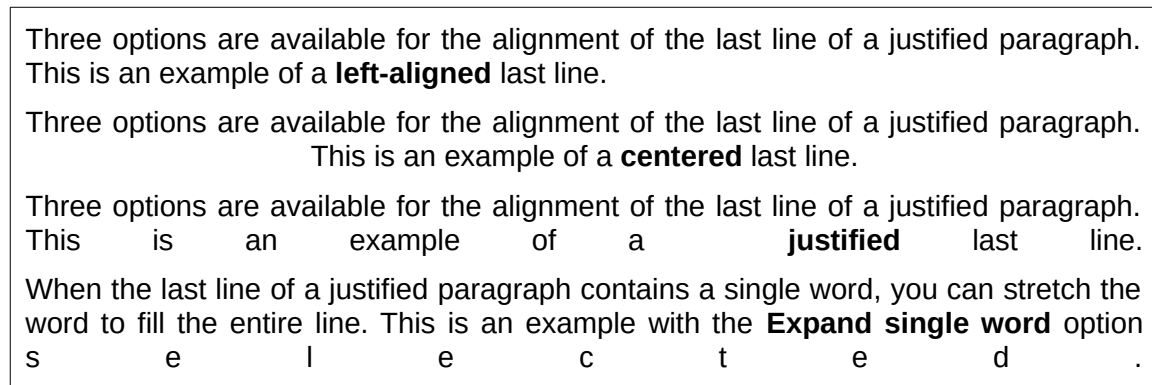 Three options are available for the alignment of the last line of a justified paragraph.
This is an example of a left-aligned last line.
Three options are available for the alignment of the last line of a justified paragraph.
This is an example of a centered last line.
Three options are available for the alignment of the last line of a justified paragraph.
This is an example of a justified last line.
When the last line of a justified paragraph contains a single word, you can stretch the
word to fill the entire line. This is an example with the Expand single word option
s e l e c t e d .